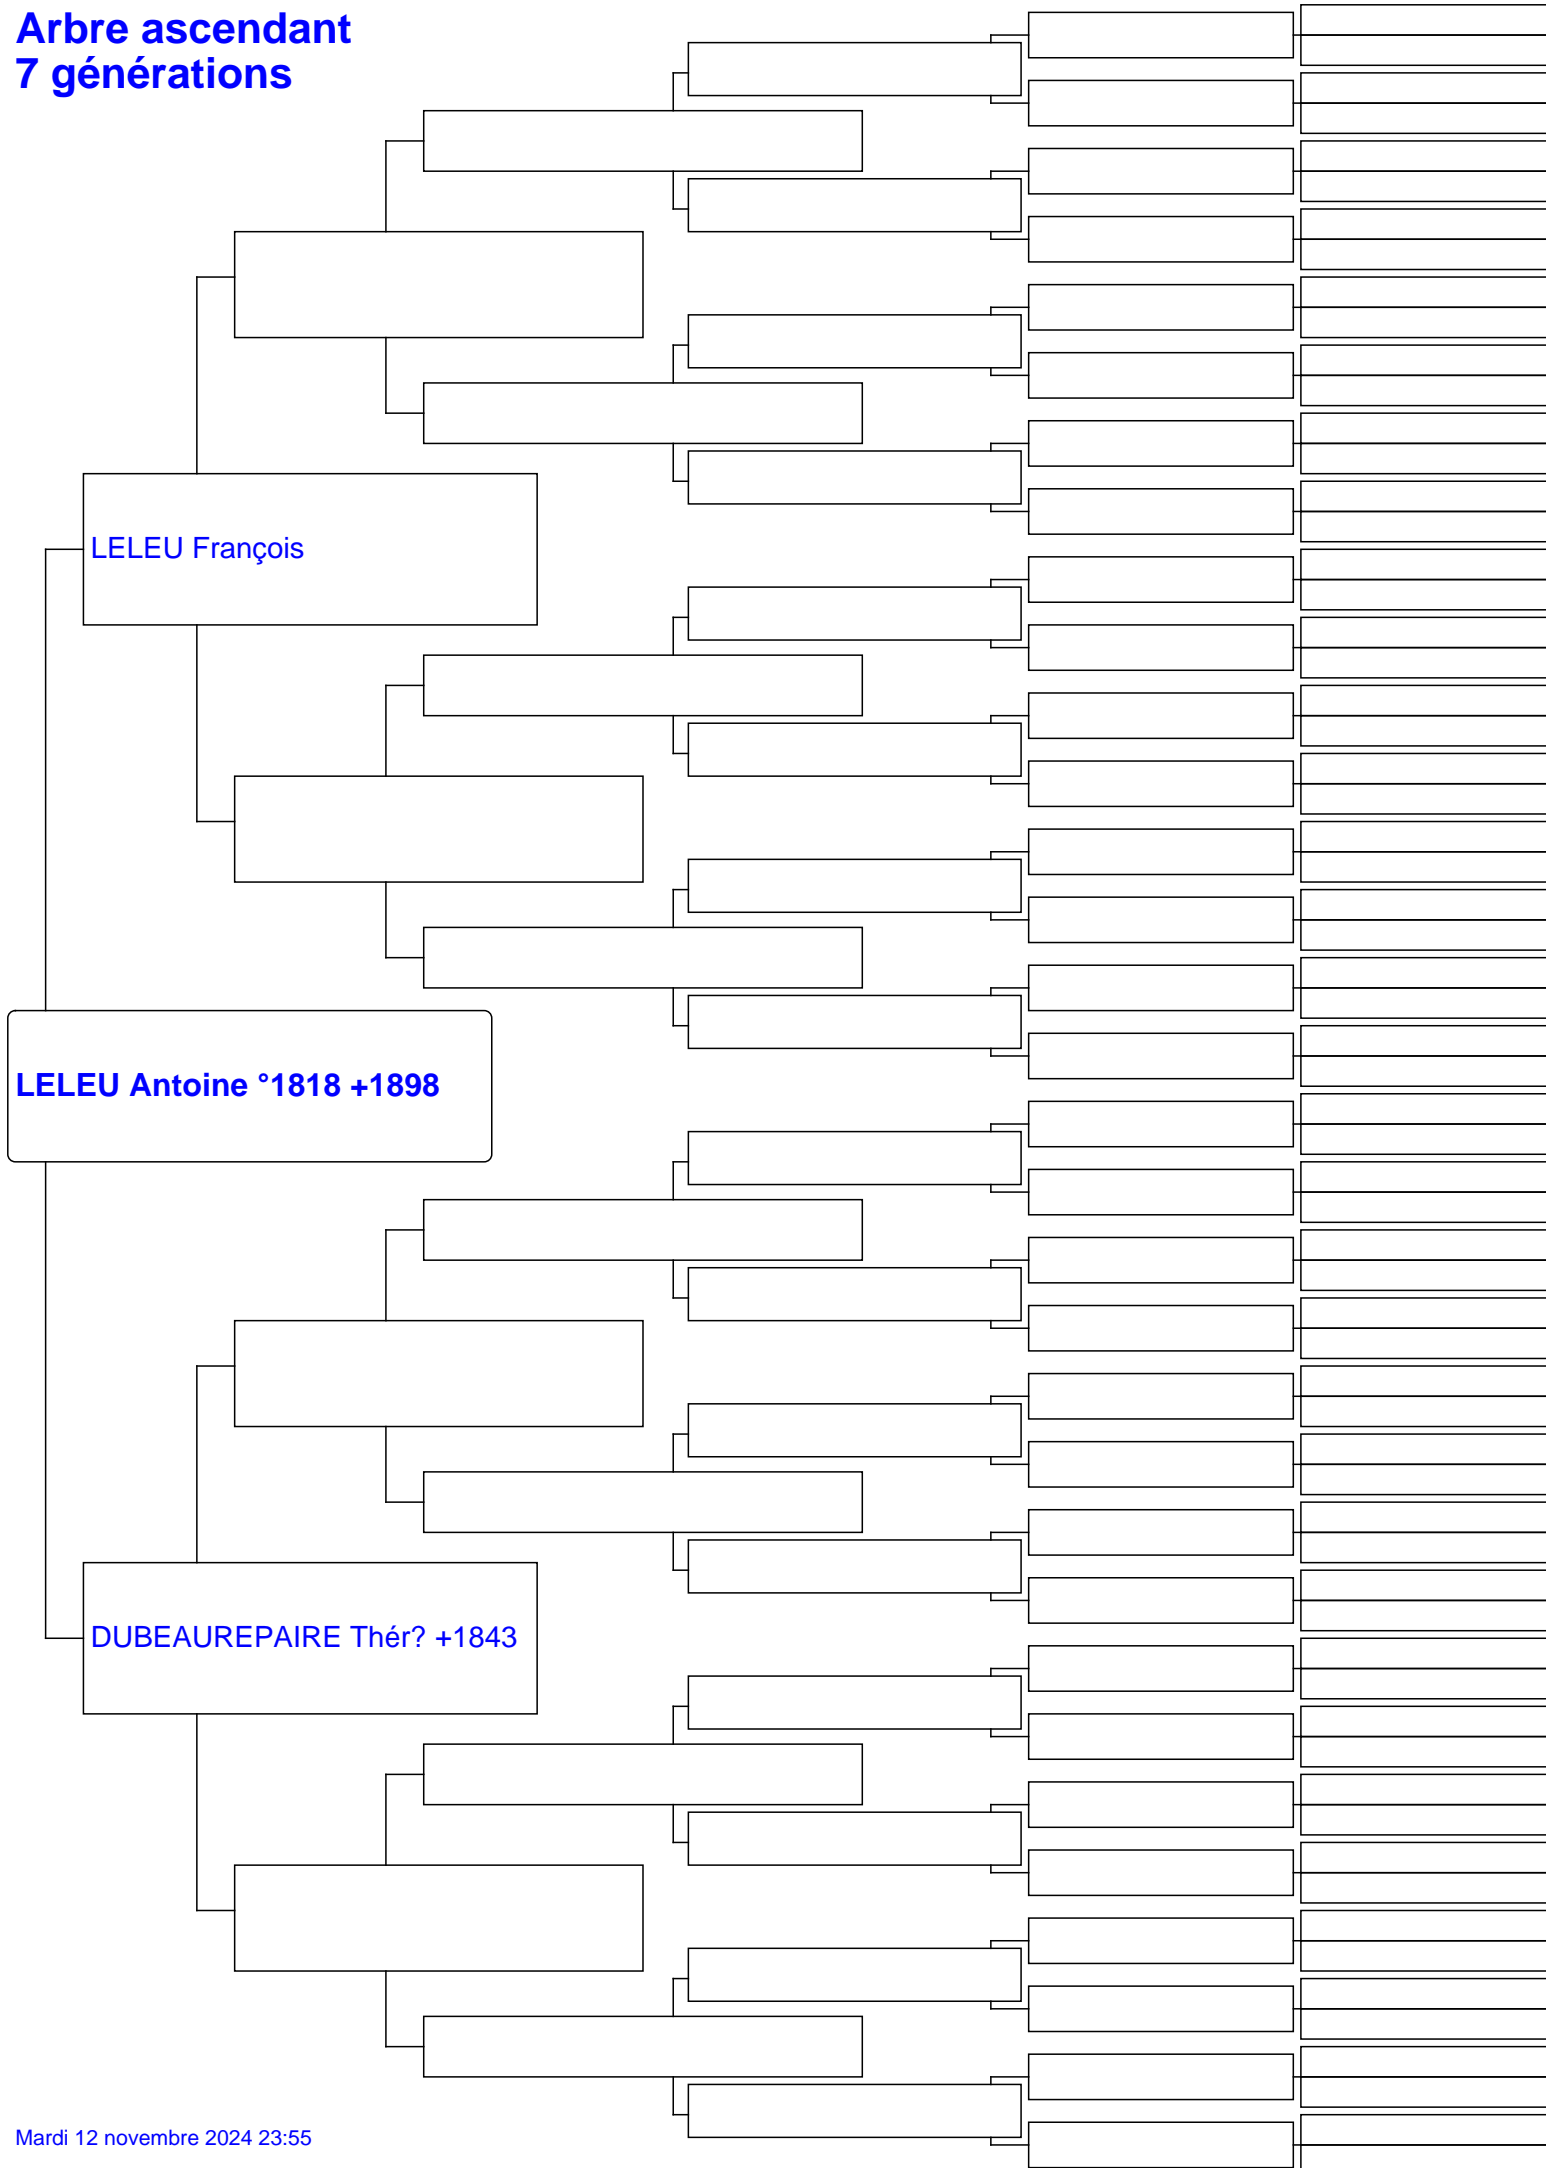 Arbre ascendant
7 générations
LELEU François
LELEU Antoine °1818 +1898
DUBEAUREPAIRE Thér? +1843
Mardi 12 novembre 2024 23:55